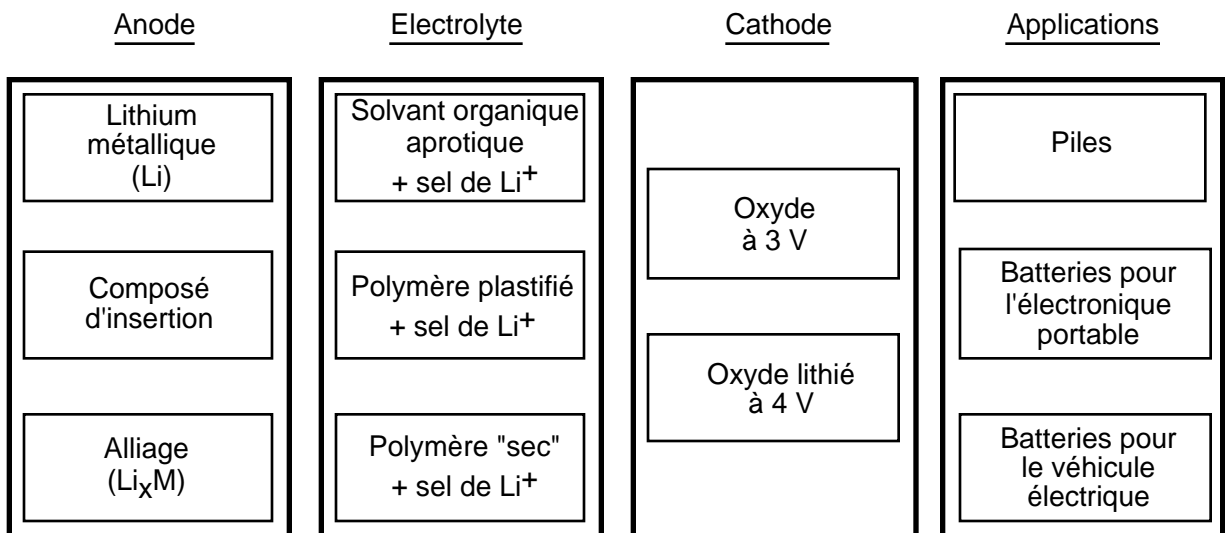 Anode
Lithium
métallique
(Li)
Composé
d'insertion
Alliage
(LixM)
Electrolyte
Solvant organique
aprotique
+ sel de Li+
Polymère plastifié
+ sel de Li+
Polymère "sec"
+ sel de Li+
Cathode
Oxyde
à 3 V
Oxyde lithié
à 4 V
Applications
Piles
Batteries pour
l'électronique
portable
Batteries pour
le véhicule
électrique